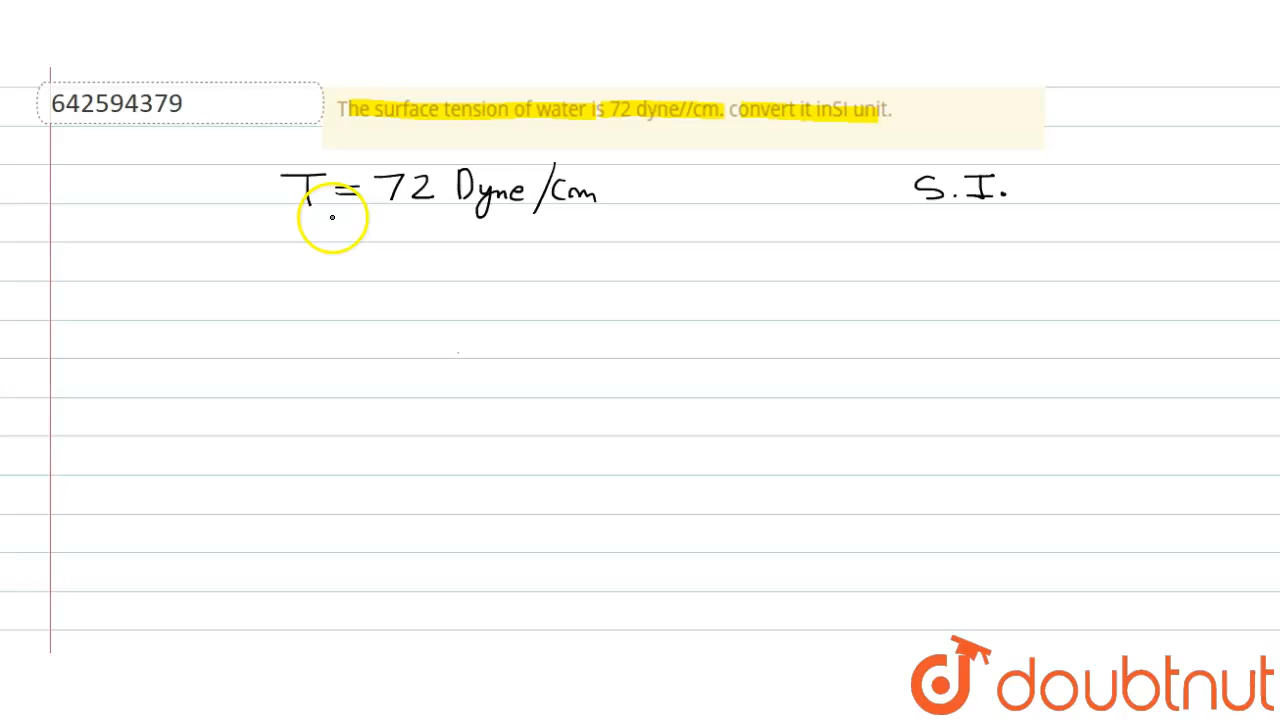 642594379
The surface tension of water is 72 dyne//cm. convert it inSI unit.
T = 72 Dyne/cm
S.I.
doubtnut